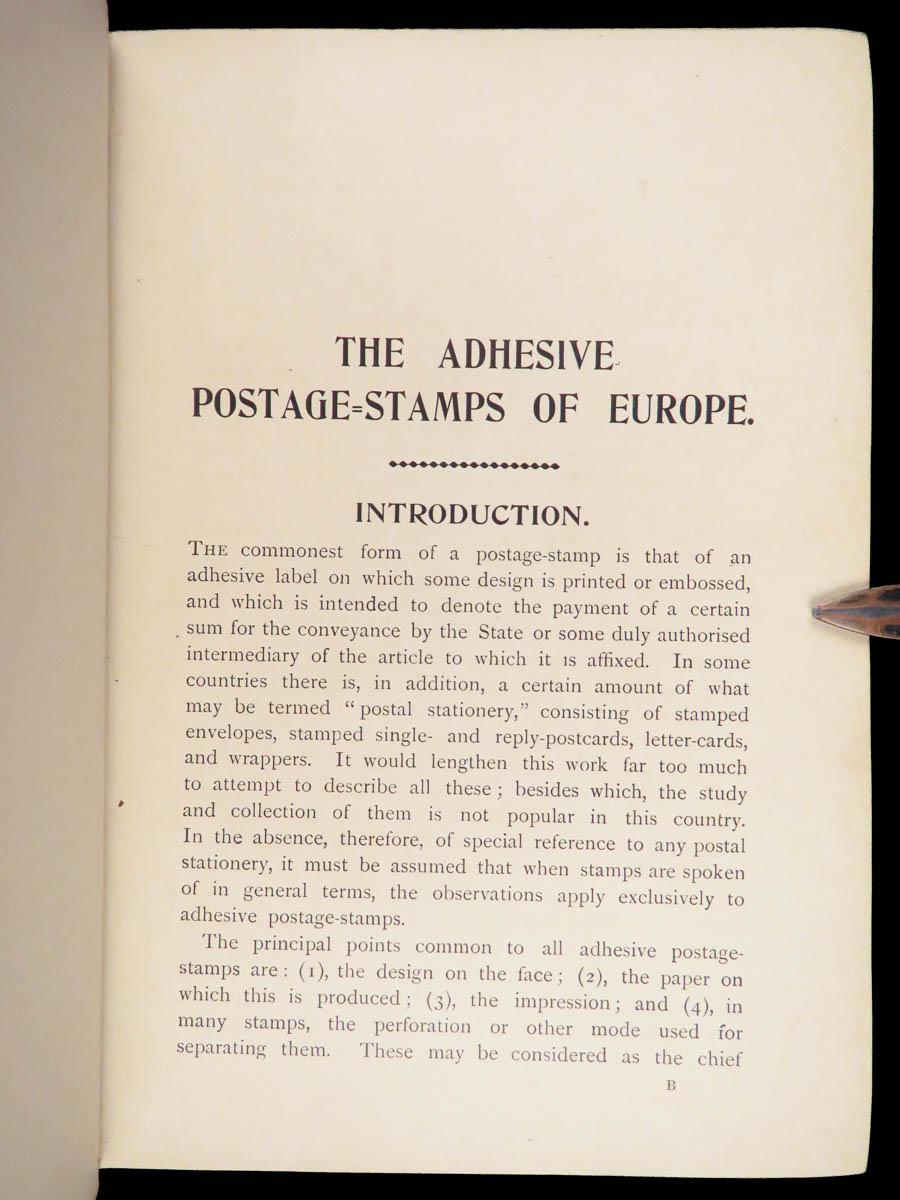 THE ADHESIVE
POSTAGE=STAMPS OF EUROPE.
INTRODUCTION.
THE commonest form of a postage-stamp is that of an
adhesive label on which some design is printed or embossed,
and which is intended to denote the payment of a certain
sum for the conveyance by the State or some duly authorised
intermediary of the article to which it is affixed. In some
countries there is, in addition, a certain amount of what
may be termed “postal stationery,” consisting of stamped
envelopes, stamped single- and reply-postcards, letter-cards,
and wrappers. It would lengthen this work far too much
to attempt to describe all these; besides which, the study
and collection of them is not popular in this country.
In the absence, therefore, of special reference to any postal
stationery, it must be assumed that when stamps are spoken
of in general terms, the observations apply exclusively to
adhesive postage-stamps.
The principal points common to all adhesive postage-
stamps are: (1), the design on the face; (2), the paper on
which this is produced; (3), the impression; and (4), in
many stamps, the perforation or other mode used for
separating them. These may be considered as the chief
B